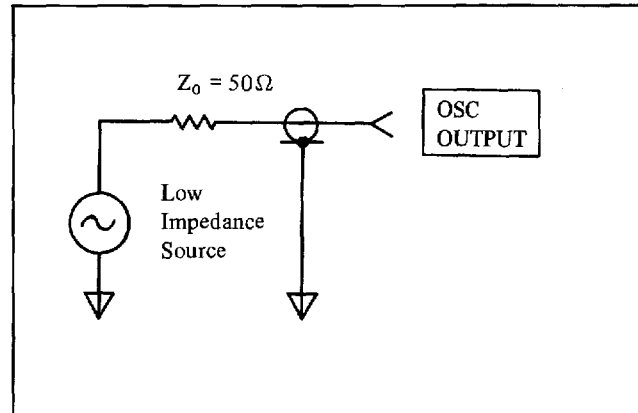 Z₀ = 50Ω
OSC
OUTPUT
Low
Impedance
Source